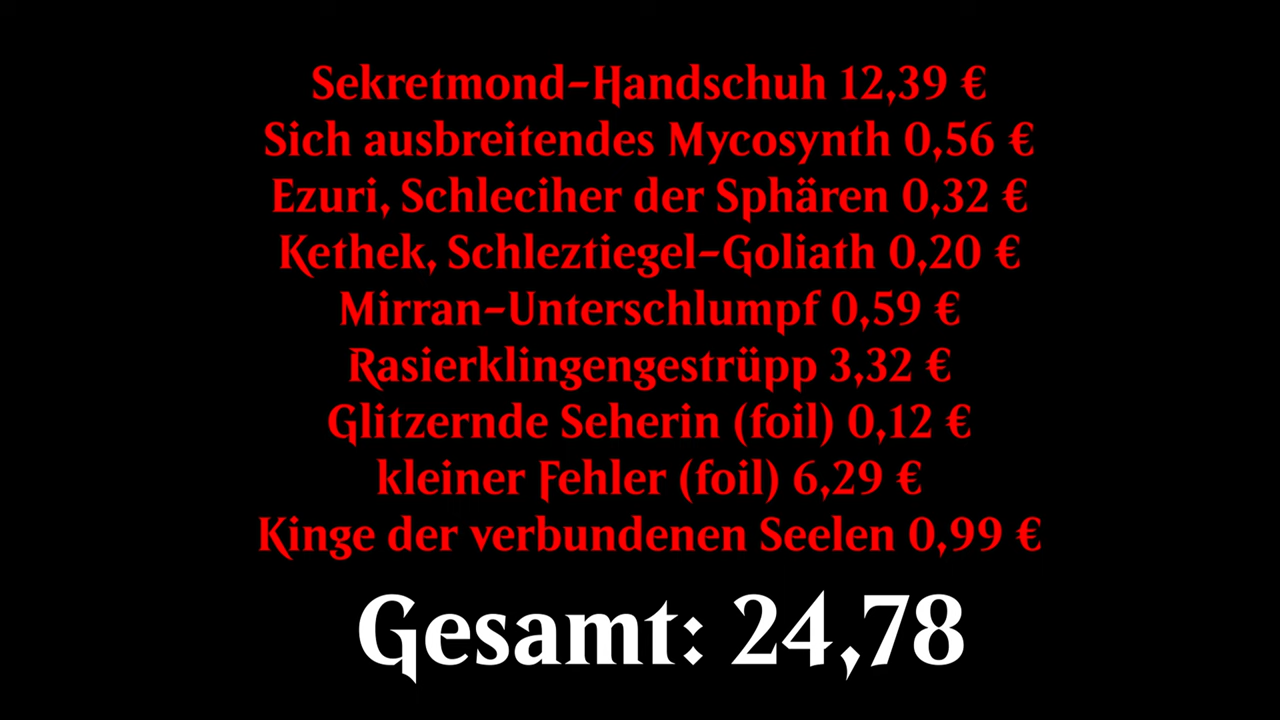 Sekretmond-Handschuh 12,39 €
Sich ausbreitendes Mycosynth 0,56 €
Ezuri, Schleciher der Sphären 0,32 €
Kethek, Schleztiegel-Goliath 0,20 €
Mirran-Unterschlumpf 0,59 €
Rasierklingengestrüpp 3,32 €
Glitzernde Seherin (foil) 0,12 €
kleiner Fehler (foil) 6,29 €
Kinge der verbundenen Seelen 0,99 €
Gesamt: 24,78